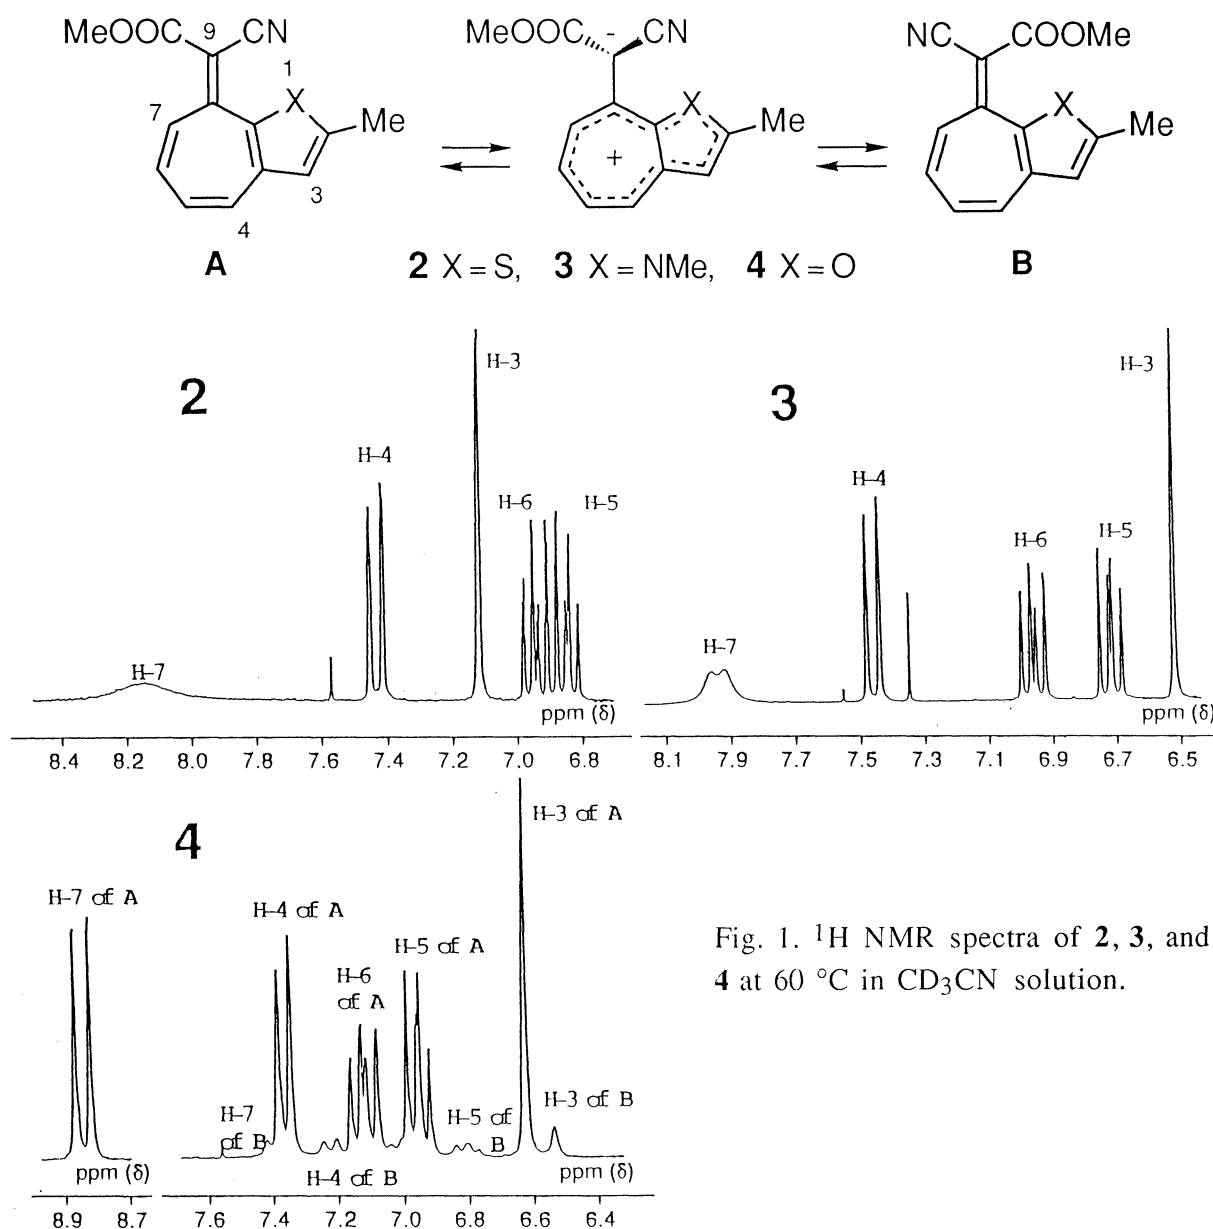 MeOOC 9 CN
1
X
7
Me
3
4
A
MeOOC - CN
X
Me
+
NC COOMe
X
Me
B
2 X = S, 3 X = NMe, 4 X = O
2
H-3
H-4
H-6
H-5
H-7
ppm (δ)
8.4 8.2 8.0 7.8 7.6 7.4 7.2 7.0 6.8
3
H-3
H-4
H-6
H-5
H-7
ppm (δ)
8.1 7.9 7.7 7.5 7.3 7.1 6.9 6.7 6.5
4
H-3 of A
H-7 of A
H-4 of A
H-5 of A
H-6
of A
H-7
of B
H-5 of
B
H-3 of B
H-4 of B
ppm (δ)
ppm (δ)
8.9 8.7
7.6 7.4 7.2 7.0 6.8 6.6 6.4
Fig. 1. ¹H NMR spectra of 2, 3, and
4 at 60 °C in CD₃CN solution.